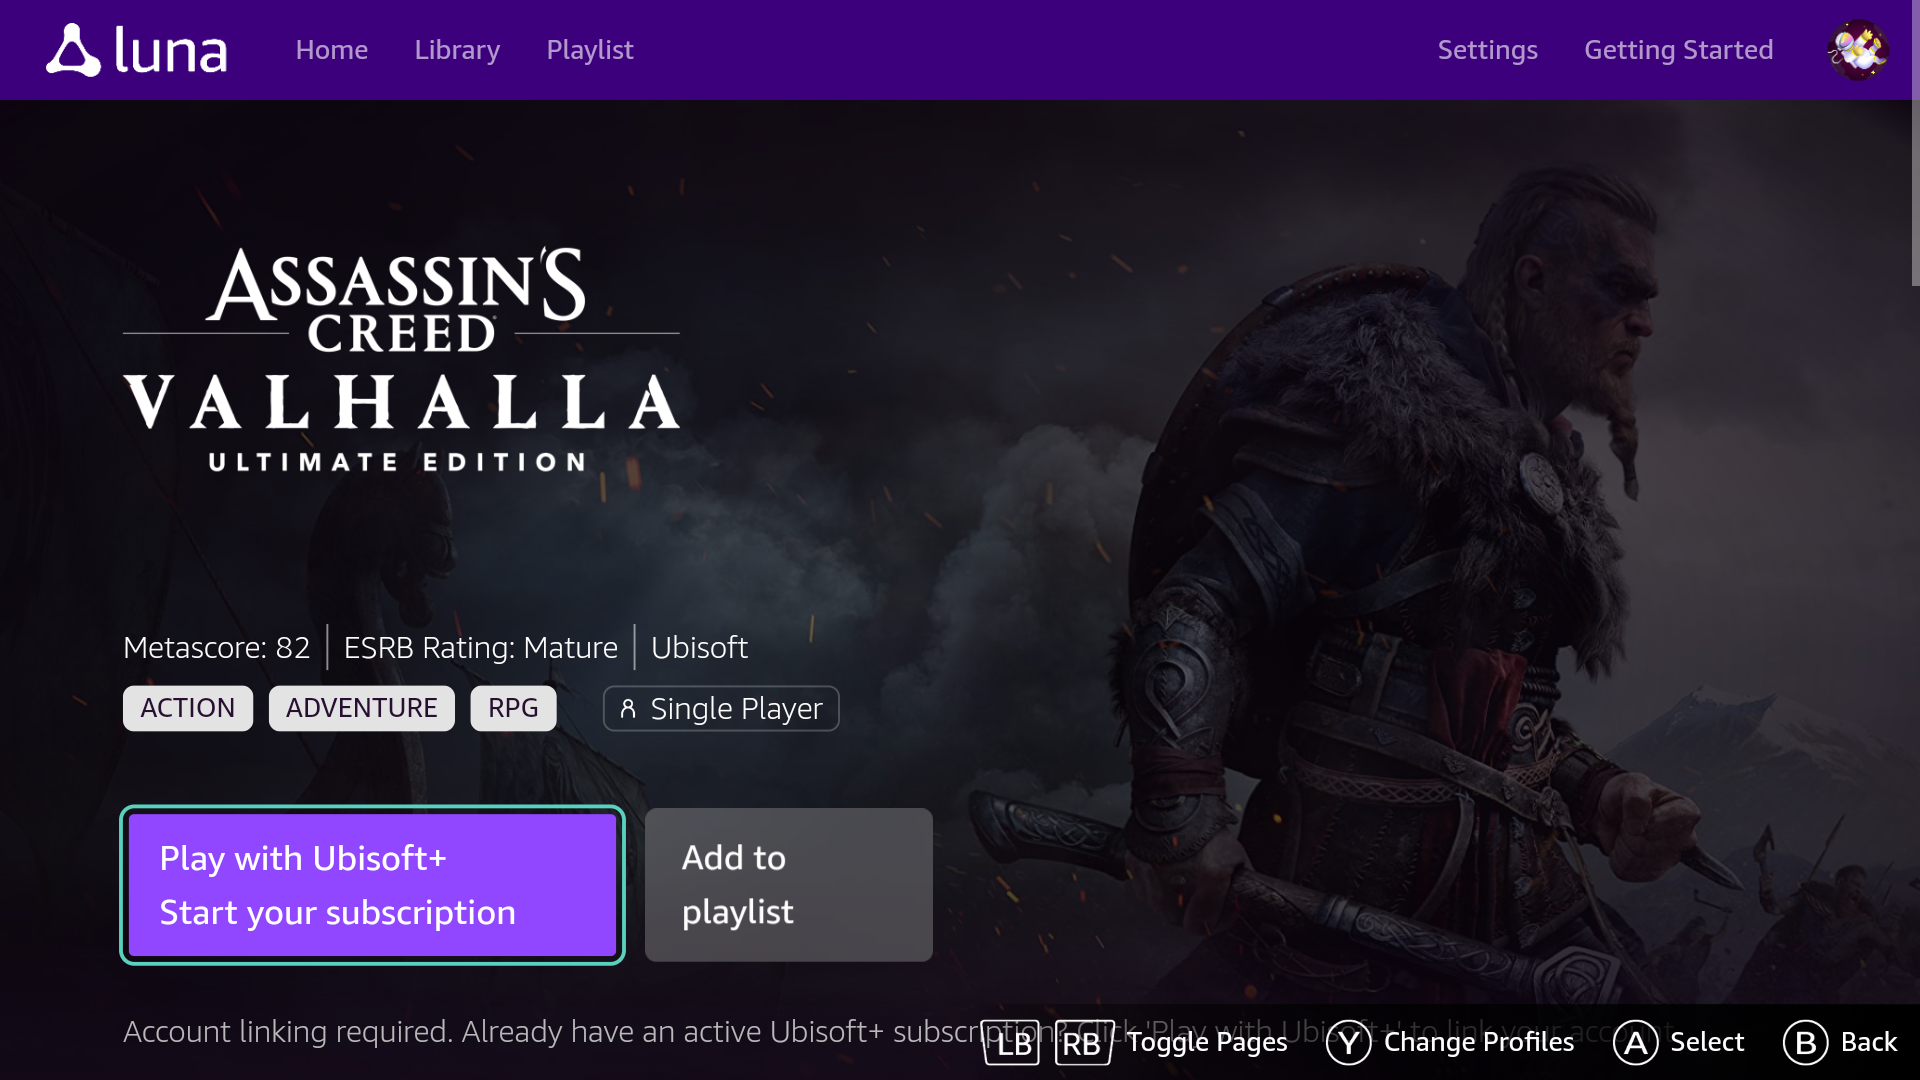 luna
Home
Library
Playlist
Settings
Getting Started
ASSASSIN'S
CREED
VALHALLA
ULTIMATE EDITION
Metascore: 82
ESRB Rating: Mature
Ubisoft
ACTION
ADVENTURE
RPG
Single Player
Play with Ubisoft+
Start your subscription
Add to
playlist
Account linking required. Already have an active Ubisoft+ subscription? Click 'Play with Ubisoft+' to link your account.
LB RB Toggle Pages
Y Change Profiles
A Select
B Back